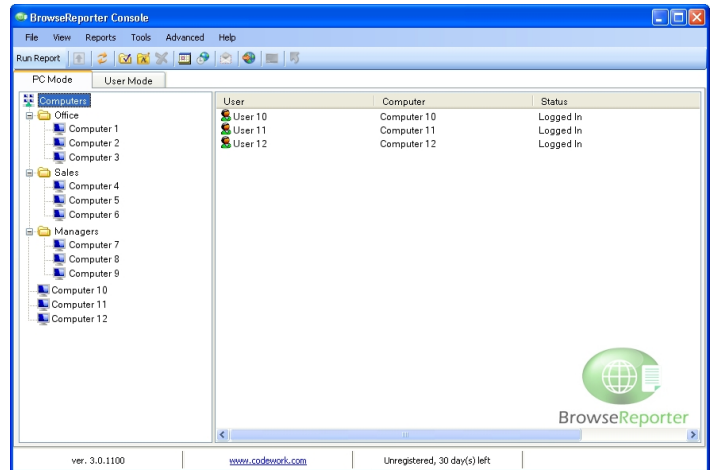 BrowseReporter Console
File View Reports Tools Advanced Help
Run Report
PC Mode User Mode
Computers
Office
Computer 1
Computer 2
Computer 3
Sales
Computer 4
Computer 5
Computer 6
Managers
Computer 7
Computer 8
Computer 9
Computer 10
Computer 11
Computer 12
User Computer Status
User 10 Computer 10 Logged In
User 11 Computer 11 Logged In
User 12 Computer 12 Logged In
BrowseReporter
ver. 3.0.1100 www.codework.com Unregistered, 30 day(s) left